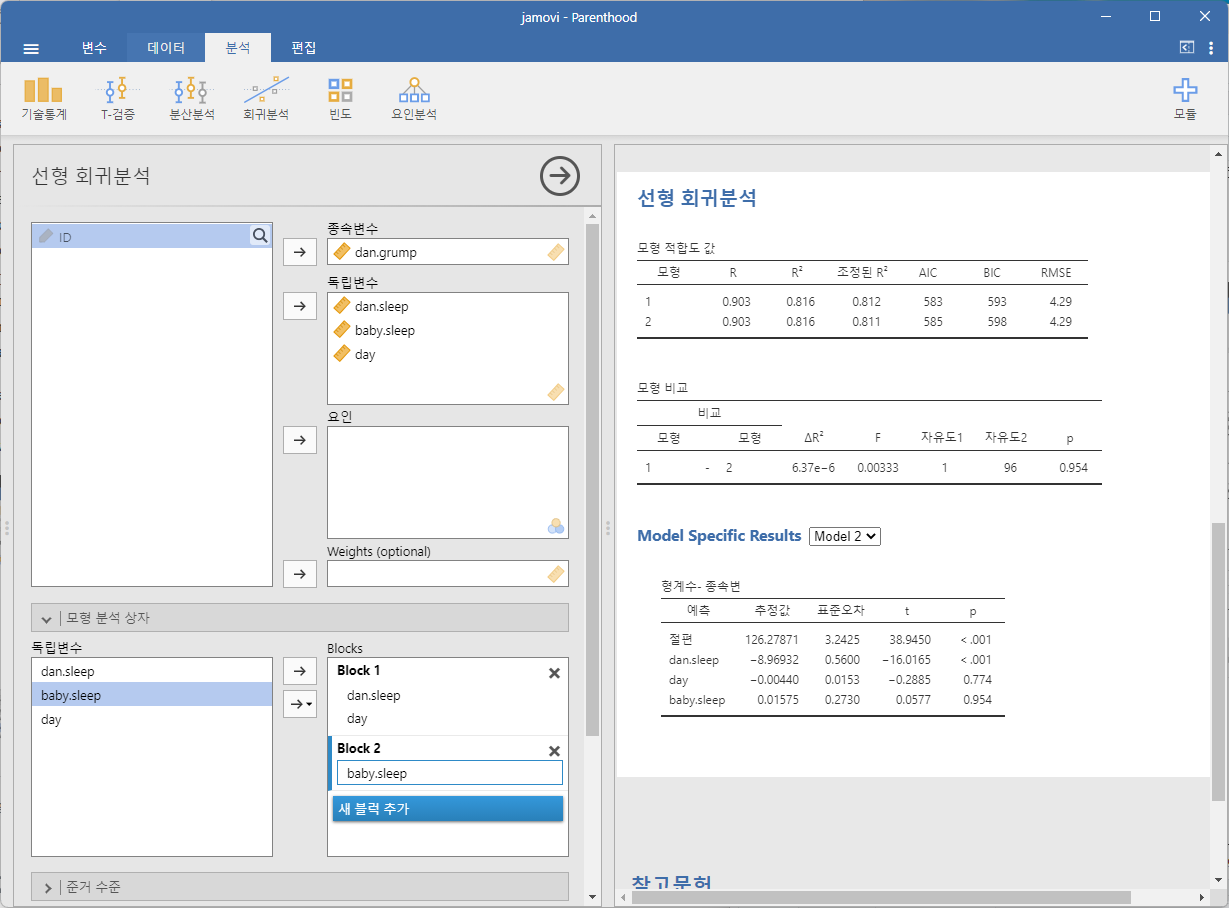 jamovi - Parenthood
변수 데이터 분석 편집
기술통계 T-검증 분산분석 회귀분석 빈도 요인분석 모듈
선형 회귀분석
ID
종속변수
dan.grump
독립변수
dan.sleep
baby.sleep
day
요인
Weights (optional)
모형 분석 상자
독립변수
dan.sleep
baby.sleep
day
Blocks
Block 1
dan.sleep
day
Block 2
baby.sleep
새 블럭 추가
준거 수준
선형 회귀분석
모형 적합도 값
모형 R R² 조정된 R² AIC BIC RMSE
1 0.903 0.816 0.812 583 593 4.29
2 0.903 0.816 0.811 585 598 4.29
모형 비교
비교
모형 모형 ΔR² F 자유도1 자유도2 p
1 - 2 6.37e−6 0.00333 1 96 0.954
Model Specific Results Model 2
형계수- 종속변
예측 추정값 표준오차 t p
절편 126.27871 3.2425 38.9450 < .001
dan.sleep −8.96932 0.5600 −16.0165 < .001
day −0.00440 0.0153 −0.2885 0.774
baby.sleep 0.01575 0.2730 0.0577 0.954
참고문헌